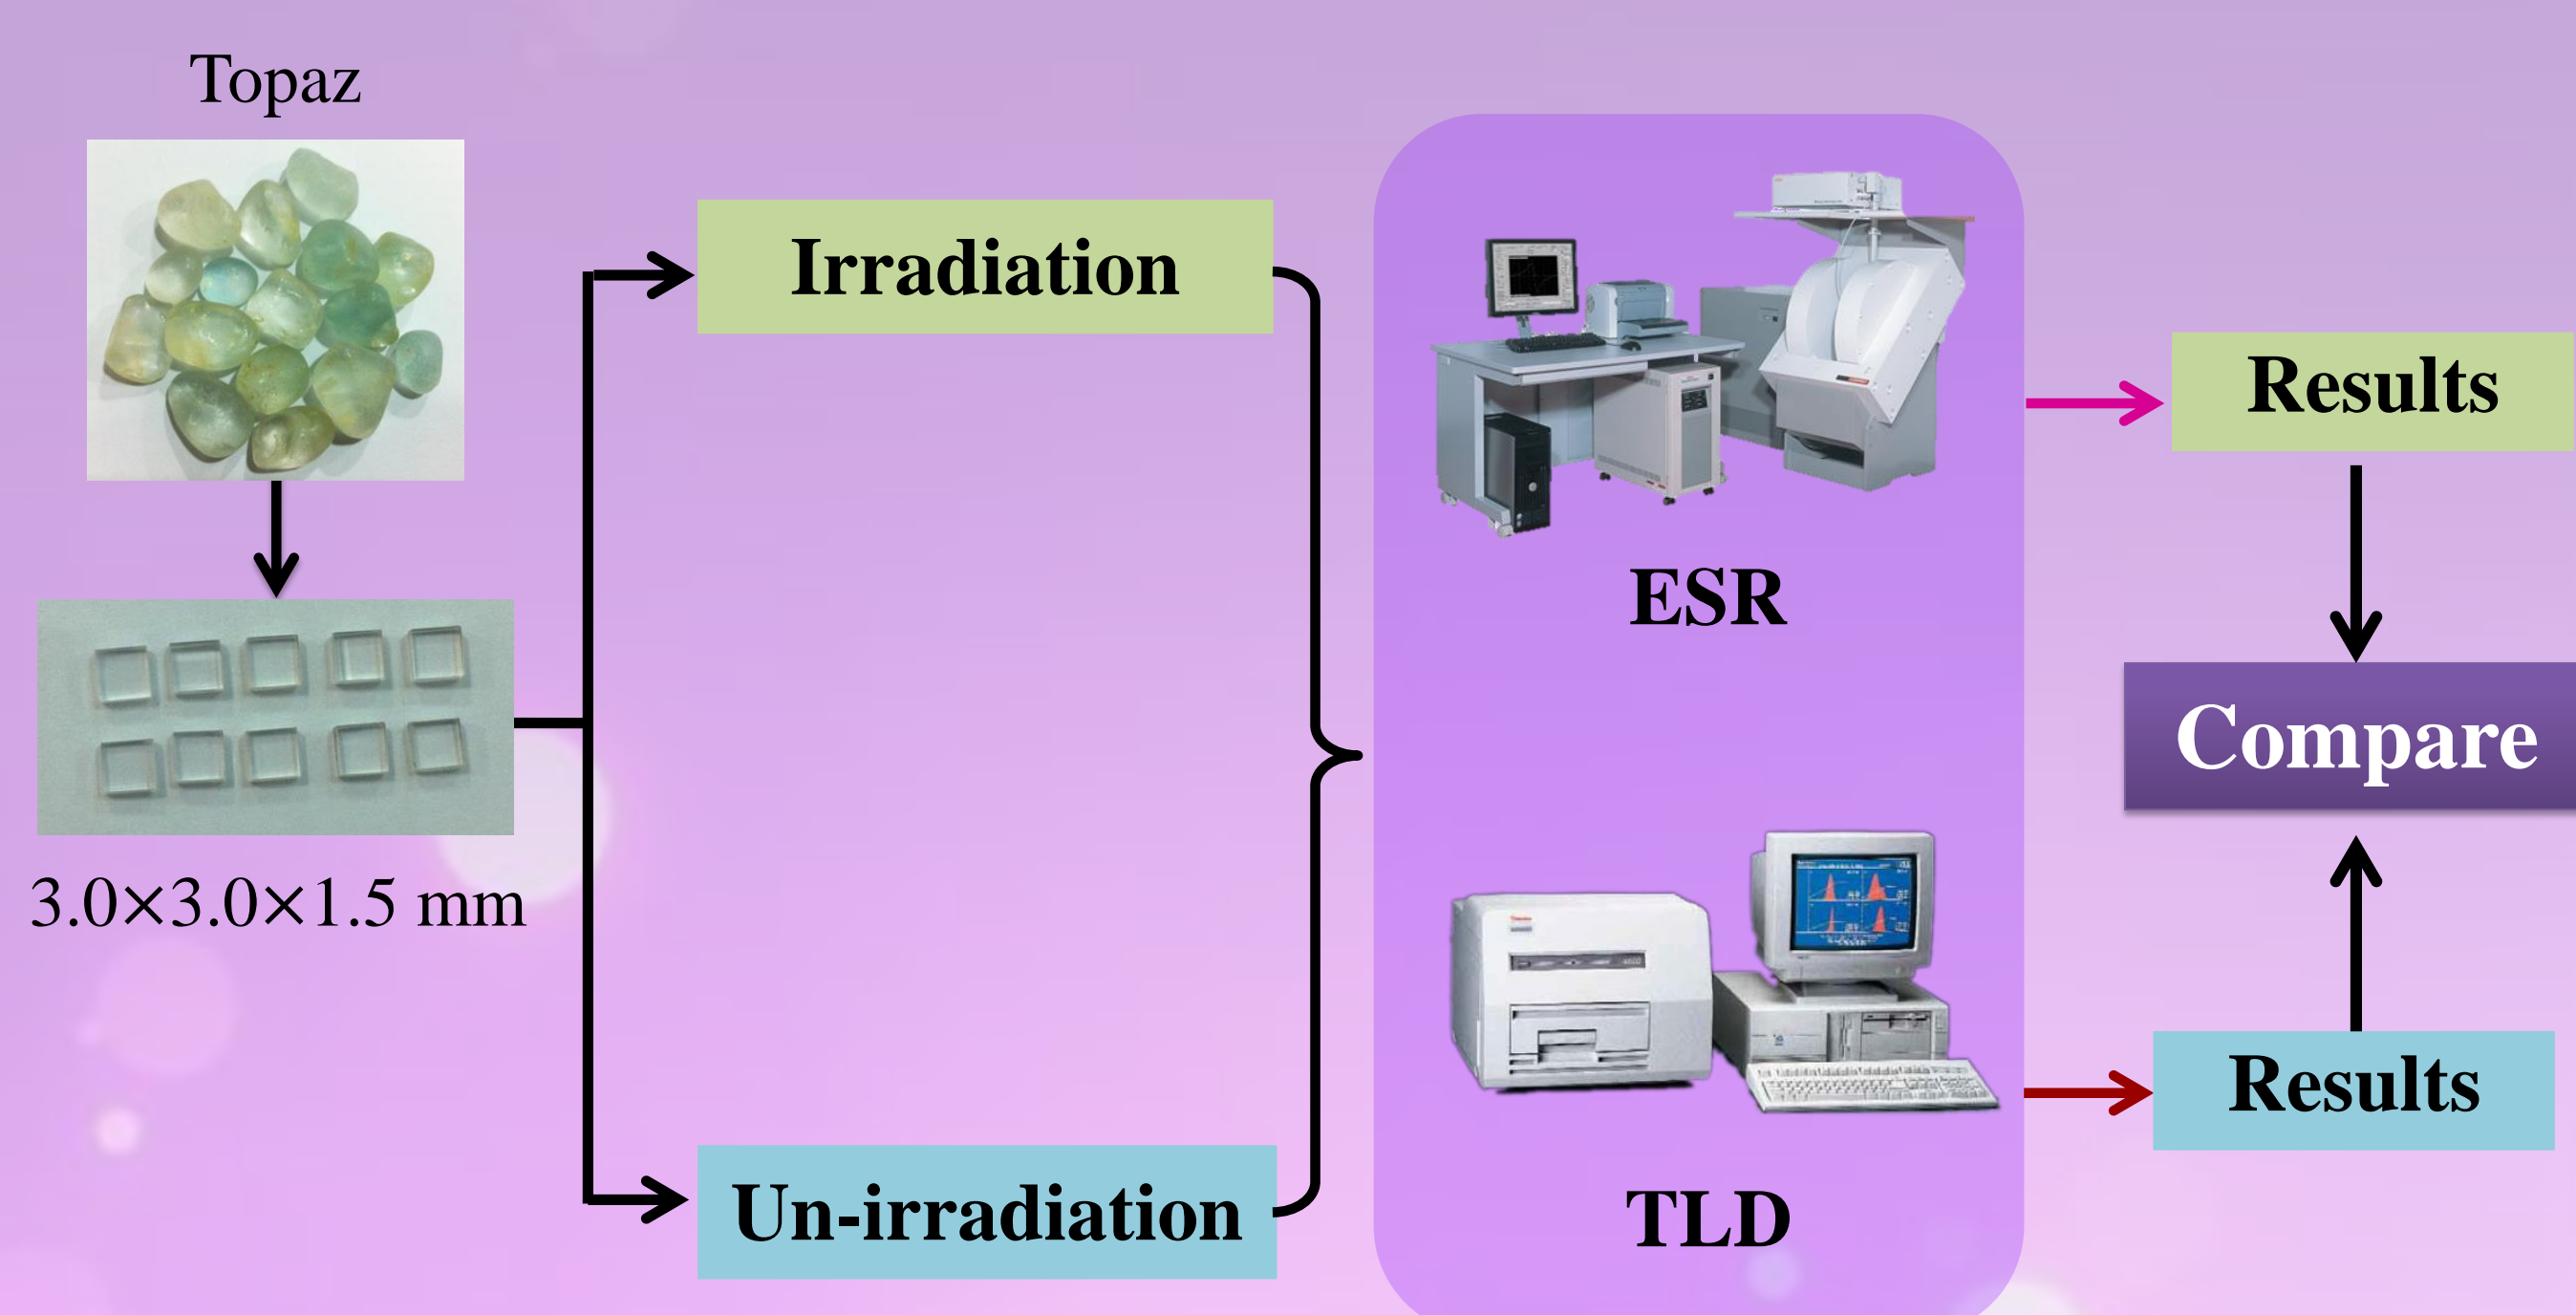 Topaz
3.0×3.0×1.5 mm
Irradiation
Un-irradiation
ESR
TLD
Results
Compare
Results